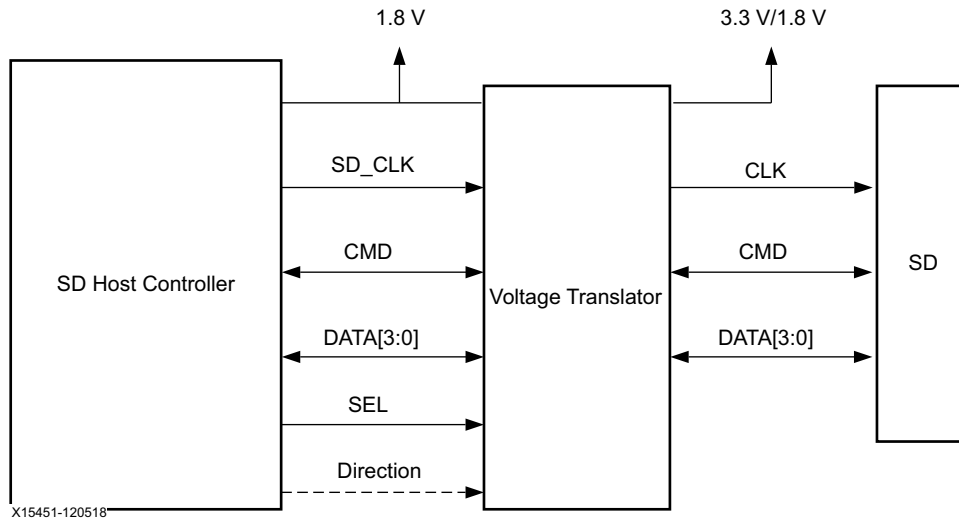 1.8 V
3.3 V/1.8 V
SD_CLK
CLK
CMD
CMD
SD Host Controller
Voltage Translator
SD
DATA[3:0]
DATA[3:0]
SEL
Direction
X15451-120518